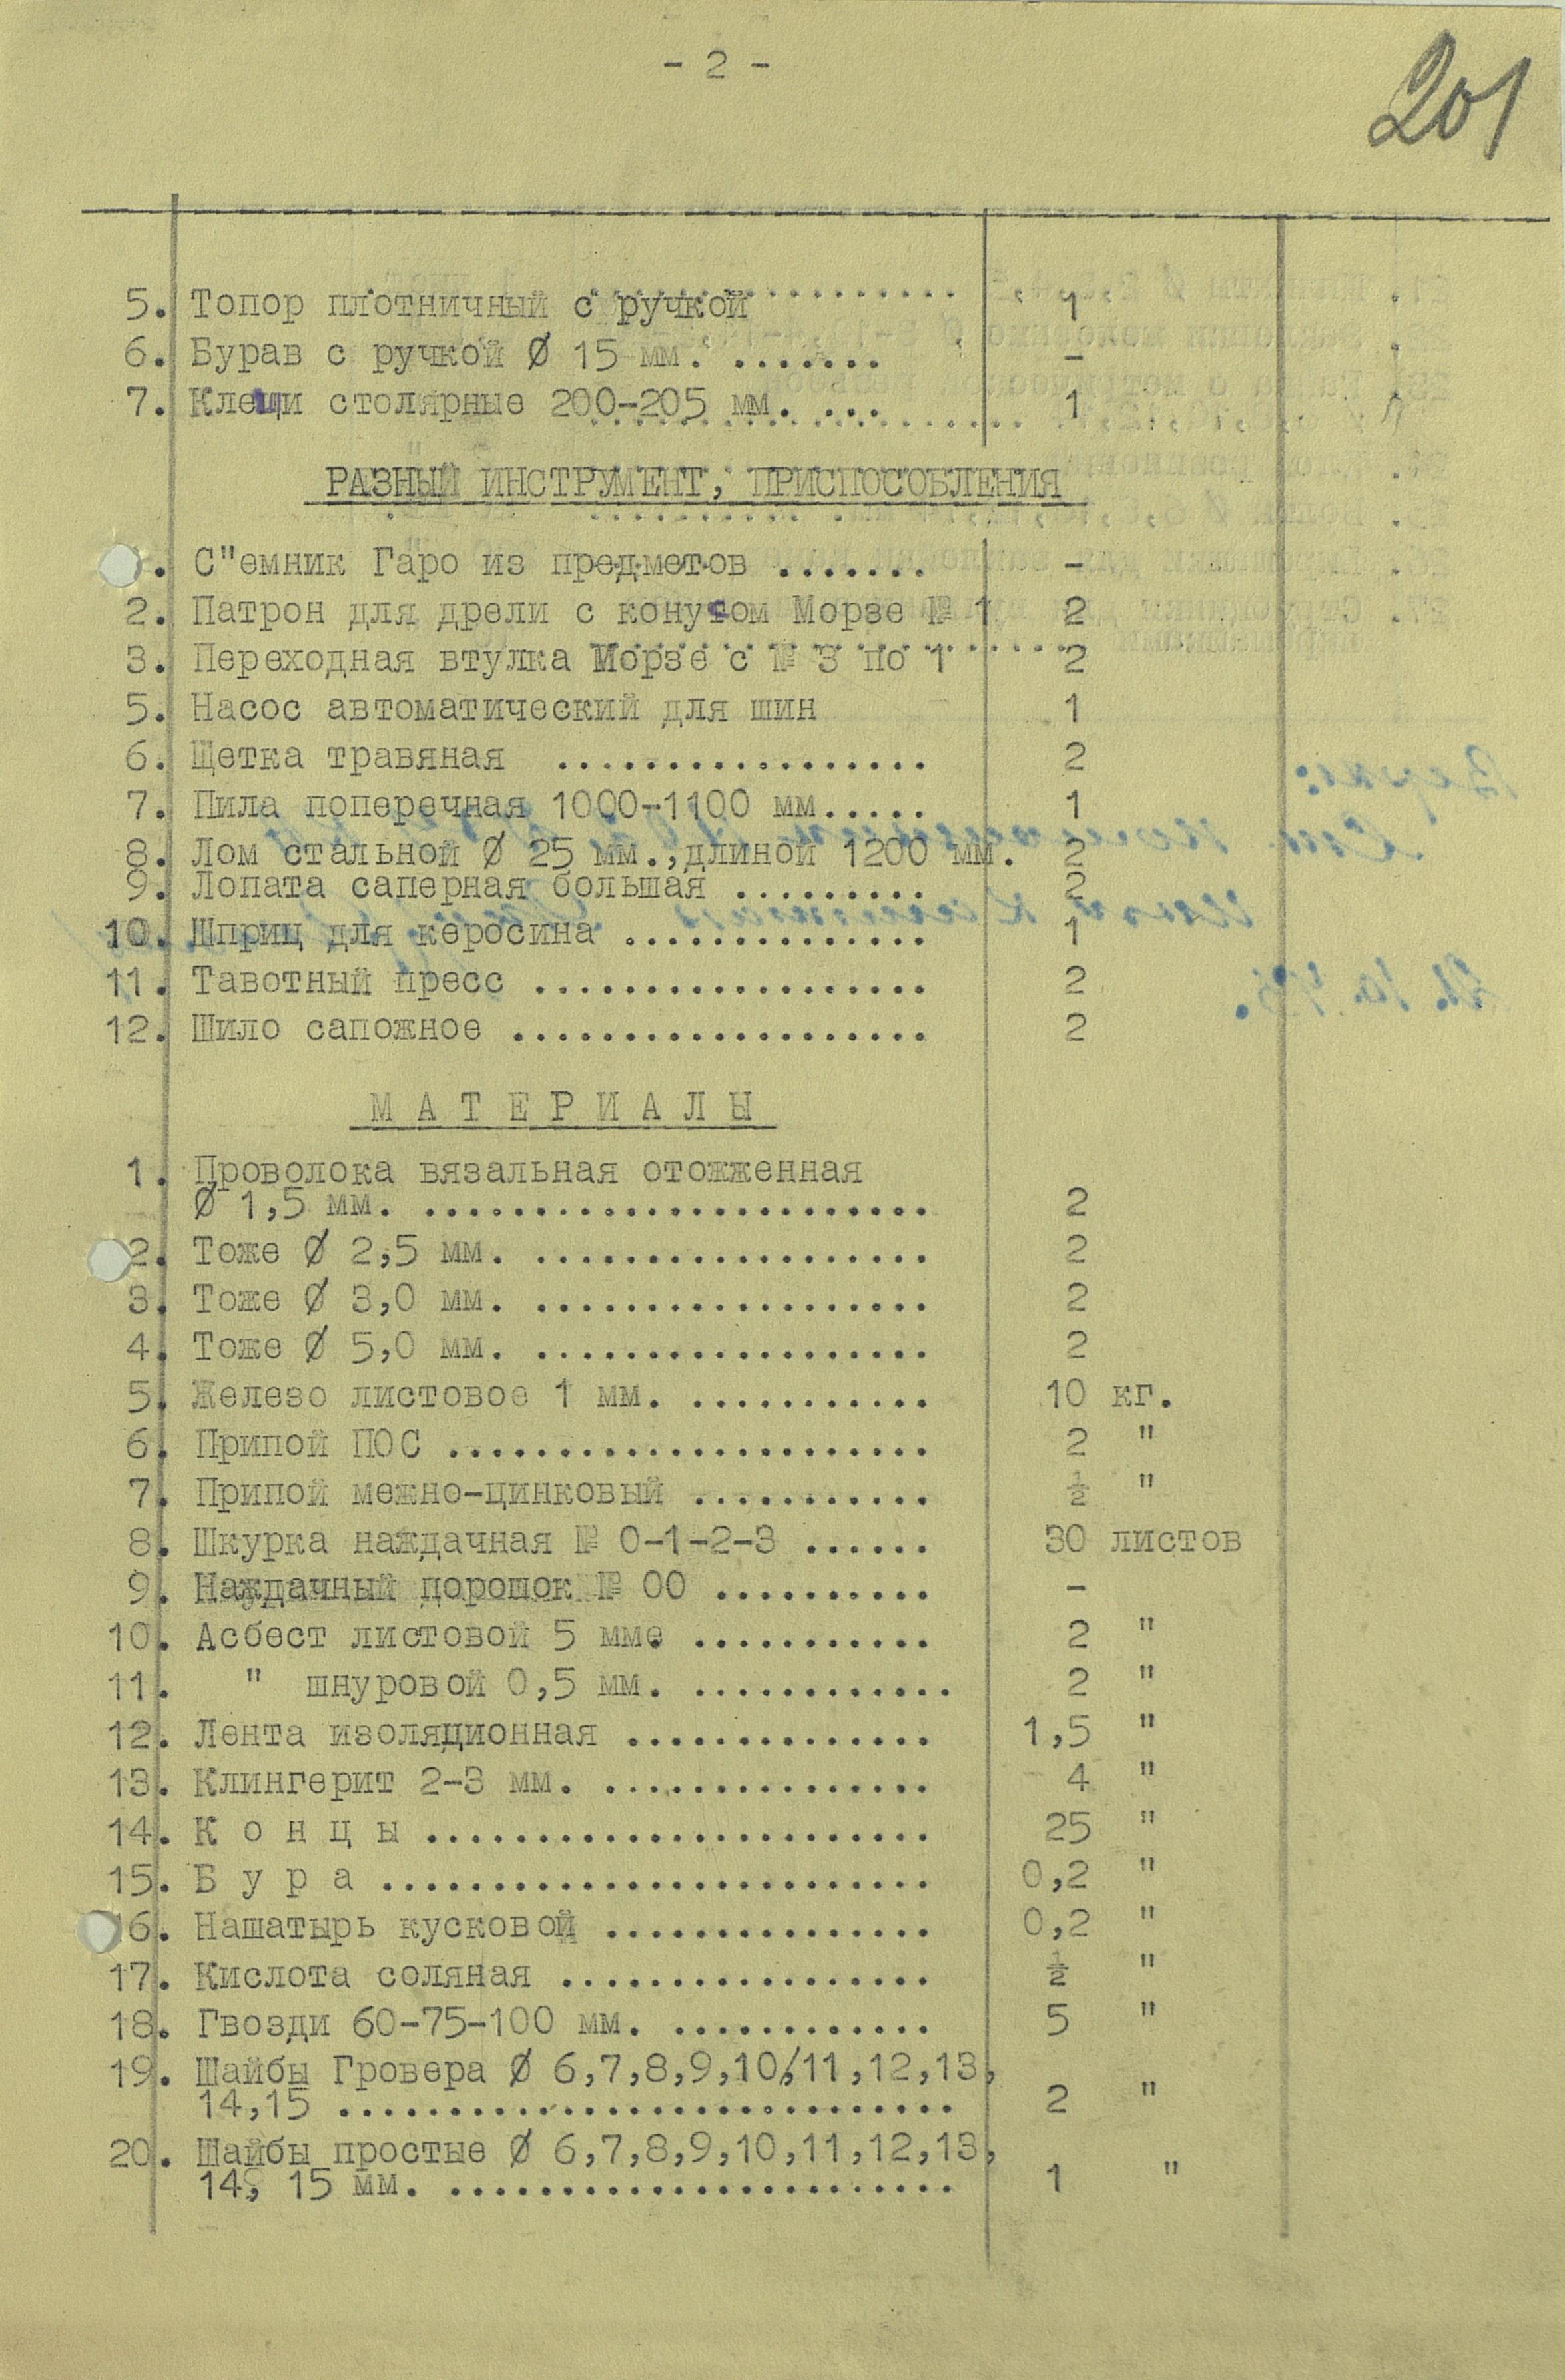 - 2 -
201
5. Топор плотничный с ручкой 1
6. Бурав с ручкой Ø 15 мм. ....... -
7. Клещи столярные 200-205 мм. ... 1
РАЗНЫЙ ИНСТРУМЕНТ, ПРИСПОСОБЛЕНИЯ
. С"емник Гаро из предметов ....... -
2. Патрон для дрели с конусом Морзе № 1 2
3. Переходная втулка Морзе с № 3 по 1 2
5. Насос автоматический для шин 1
6. Щетка травяная ................. 2
7. Пила поперечная 1000-1100 мм..... 1
8. Лом стальной Ø 25 мм.,длиной 1200 мм. 2
9. Лопата саперная большая ......... 2
10. Шприц для керосина .............. 1
11. Тавотный пресс .................. 2
12. Шило сапожное ................... 2
М А Т Е Р И А Л Ы
1. Проволока вязальная отожженная
Ø 1,5 мм. ....................... 2
2. Тоже Ø 2,5 мм. .................. 2
3. Тоже Ø 3,0 мм. .................. 2
4. Тоже Ø 5,0 мм. .................. 2
5. Железо листовое 1 мм. ........... 10 кг.
6. Припой ПОС ...................... 2 "
7. Припой межно-цинковый ........... ½ "
8. Шкурка наждачная № 0-1-2-3 ...... 30 листов
9. Наждачный порошок № 00 .......... -
10. Асбест листовой 5 мме ........... 2 "
11. " шнуровой 0,5 мм. ............ 2 "
12. Лента изоляционная .............. 1,5 "
13. Клингерит 2-3 мм. ............... 4 "
14. К о н ц ы ....................... 25 "
15. Б у р а ......................... 0,2 "
16. Нашатырь кусковой ............... 0,2 "
17. Кислота соляная ................. ½ "
18. Гвозди 60-75-100 мм. ............ 5 "
19. Шайбы Гровера Ø 6,7,8,9,10,11,12,13,
14,15 ............................ 2 "
20. Шайбы простые Ø 6,7,8,9,10,11,12,13,
14, 15 мм. ....................... 1 "